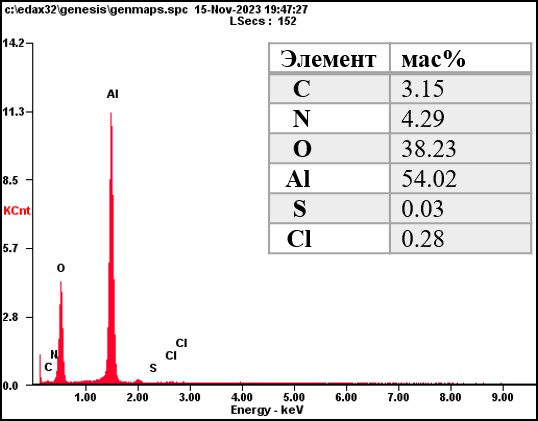 c:\edax32\genesis\genmaps.spc 15-Nov-2023 19:47:27
LSecs : 152
14.2
11.3
8.5
KCnt
5.7
2.8
0.0
Al
O
N
C
S
Cl
Cl
1.00 2.00 3.00 4.00 5.00 6.00 7.00 8.00 9.00
Energy - keV
Элемент мас%
C 3.15
N 4.29
O 38.23
Al 54.02
S 0.03
Cl 0.28